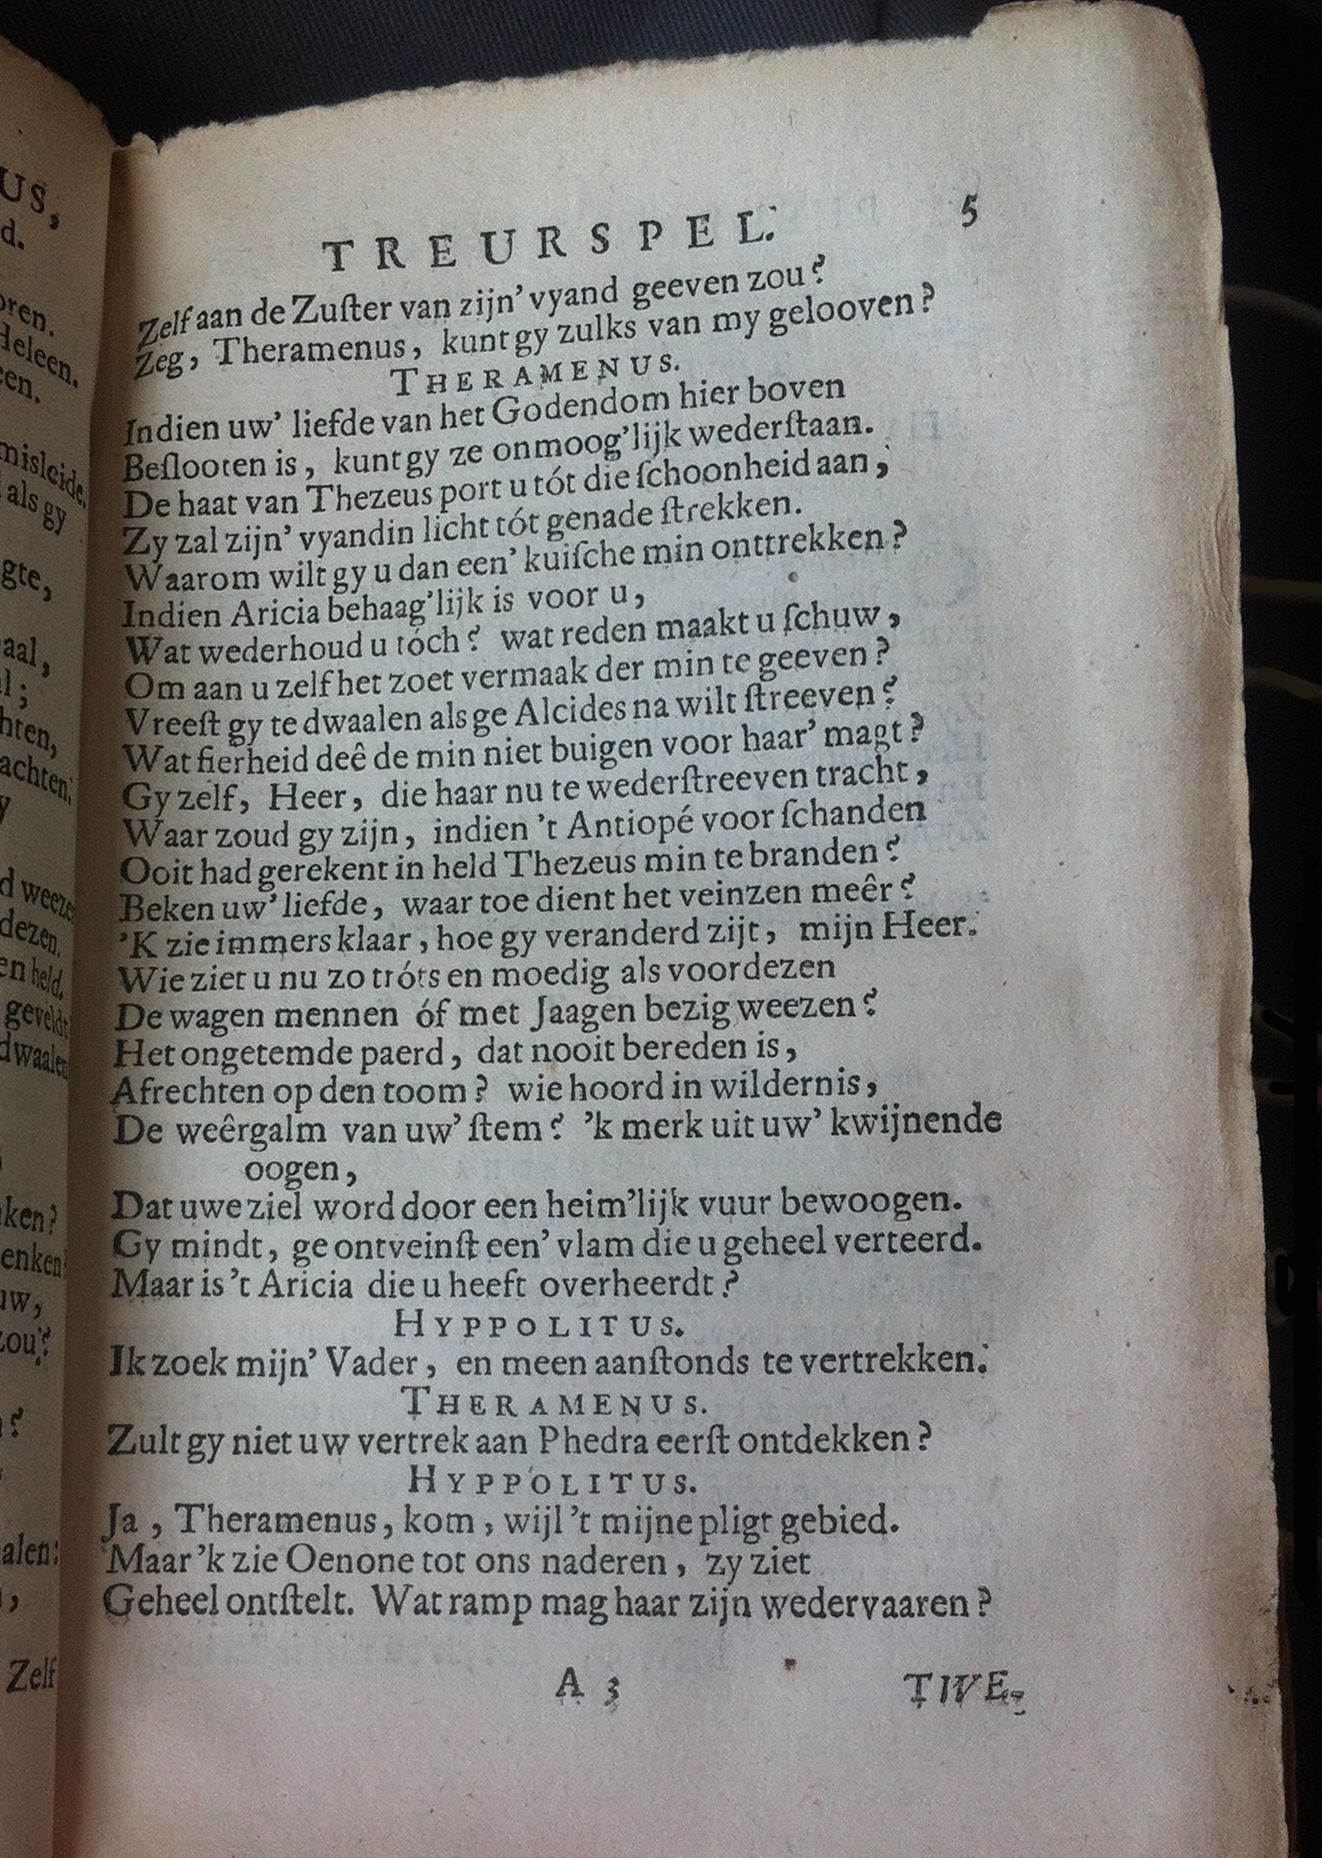 TREURSPEL. 5
Zelf aan de Zuſter van zijn' vyand geeven zou?
Zeg, Theramenus, kunt gy zulks van my gelooven?
THERAMENUS.
Indien uw' liefde van het Godendom hier boven
Beſlooten is, kunt gy ze onmoog'lijk wederſtaan.
De haat van Thezeus port u tót die ſchoonheid aan,
Zy zal zijn' vyandin licht tót genade ſtrekken.
Waarom wilt gy u dan een' kuiſche min onttrekken?
Indien Aricia behaag'lijk is voor u,
Wat wederhoud u tóch? wat reden maakt u ſchuw,
Om aan u zelf het zoet vermaak der min te geeven?
Vreeſt gy te dwaalen als ge Alcides na wilt ſtreeven?
Wat fierheid deê de min niet buigen voor haar' magt?
Gy zelf, Heer, die haar nu te wederſtreeven tracht,
Waar zoud gy zijn, indien 't Antiopé voor ſchanden
Ooit had gerekent in held Thezeus min te branden?
Beken uw' liefde, waar toe dient het veinzen meêr?
'K zie immers klaar, hoe gy veranderd zijt, mijn Heer.
Wie ziet u nu zo tróts en moedig als voordezen
De wagen mennen óf met Jaagen bezig weezen?
Het ongetemde paerd, dat nooit bereden is,
Afrechten op den toom? wie hoord in wildernis,
De weêrgalm van uw' ſtem? 'k merk uit uw' kwijnende
oogen,
Dat uwe ziel word door een heim'lijk vuur bewoogen.
Gy mindt, ge ontveinſt een' vlam die u geheel verteerd.
Maar is 't Aricia die u heeft overheerdt?
HYPPOLITUS.
Ik zoek mijn' Vader, en meen aanſtonds te vertrekken.
THERAMENUS.
Zult gy niet uw vertrek aan Phedra eerſt ontdekken?
HYPPOLITUS.
Ja, Theramenus, kom, wijl 't mijne pligt gebied.
Maar 'k zie Oenone tot ons naderen, zy ziet
Geheel ontſtelt. Wat ramp mag haar zijn wedervaaren?
A 3 TWE-